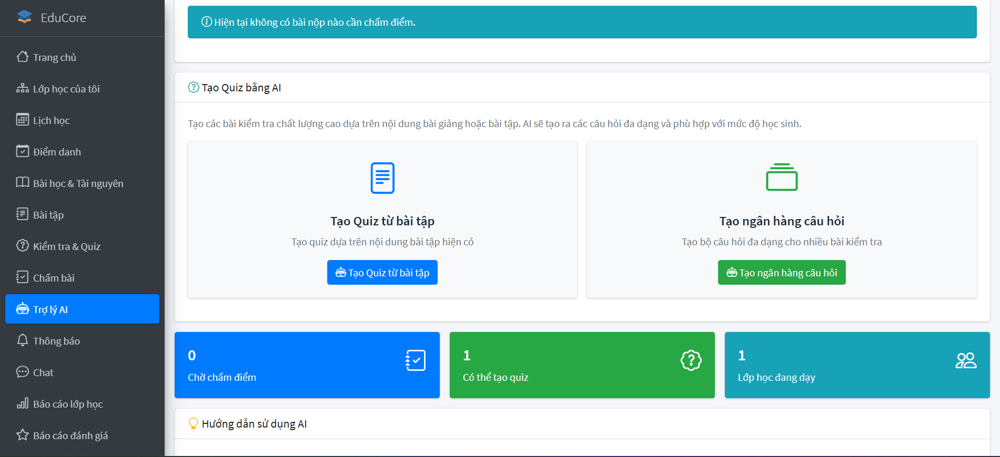 EduCore
Trang chủ
Lớp học của tôi
Lịch học
Điểm danh
Bài học & Tài nguyên
Bài tập
Kiểm tra & Quiz
Chấm bài
Trợ lý AI
Thông báo
Chat
Báo cáo lớp học
Báo cáo đánh giá
Hiện tại không có bài nộp nào cần chấm điểm.
Tạo Quiz bằng AI
Tạo các bài kiểm tra chất lượng cao dựa trên nội dung bài giảng hoặc bài tập. AI sẽ tạo ra các câu hỏi đa dạng và phù hợp với mức độ học sinh.
Tạo Quiz từ bài tập
Tạo quiz dựa trên nội dung bài tập hiện có
Tạo Quiz từ bài tập
Tạo ngân hàng câu hỏi
Tạo bộ câu hỏi đa dạng cho nhiều bài kiểm tra
Tạo ngân hàng câu hỏi
0
Chờ chấm điểm
1
Có thể tạo quiz
1
Lớp học đang dạy
Hướng dẫn sử dụng AI